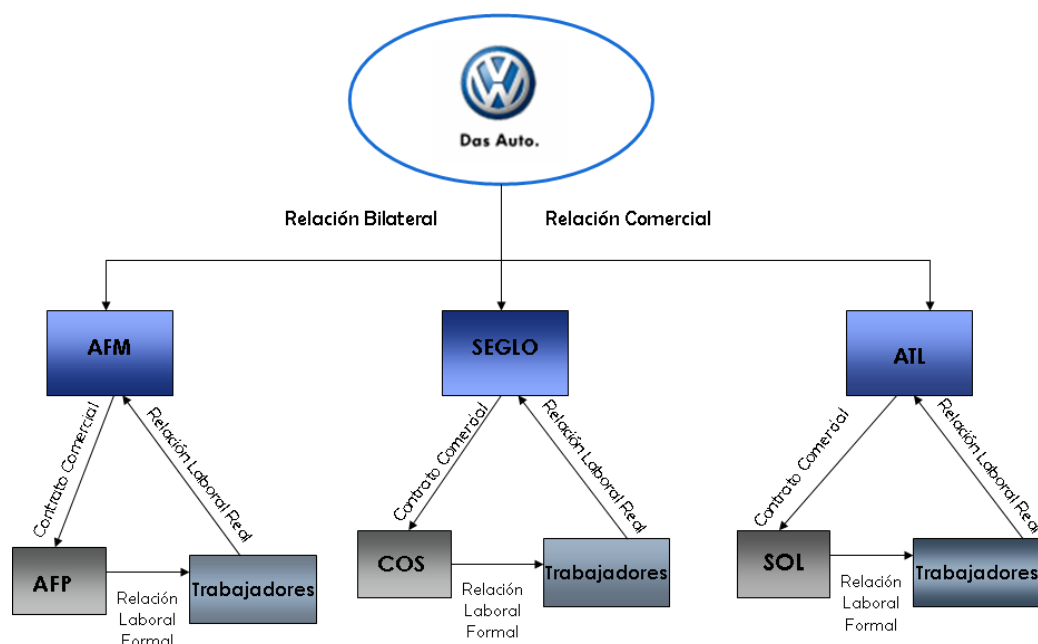 Das Auto.
Relación Bilateral
Relación Comercial
AFM
SEGLO
ATL
Contrato Comercial
Relación Laboral Real
Contrato Comercial
Relación Laboral Real
Contrato Comercial
Relación Laboral Real
AFP
Trabajadores
COS
Trabajadores
SOL
Trabajadores
Relación
Laboral
Formal
Relación
Laboral
Formal
Relación
Laboral
Formal